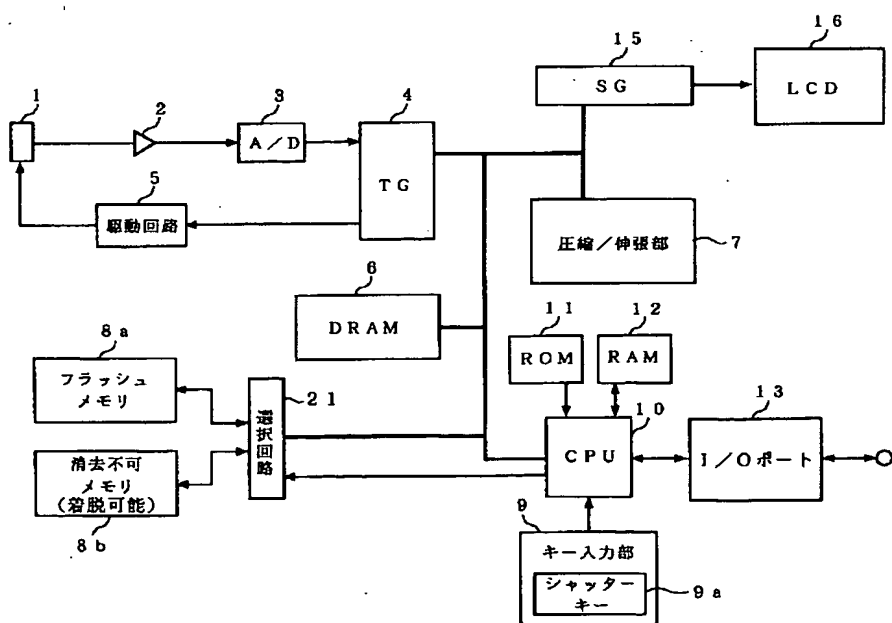 １５
ＳＧ
１６
ＬＣＤ
１
２
３
Ａ／Ｄ
４
ＴＧ
５
駆動回路
圧縮／伸張部
７
６
ＤＲＡＭ
１１
ＲＯＭ
１２
ＲＡＭ
８ａ
フラッシュ
メモリ
２１
選択回路
１０
ＣＰＵ
１３
Ｉ／Ｏポート
消去不可
メモリ
（着脱可能）
８ｂ
９
キー入力部
シャッター
キー
９ａ